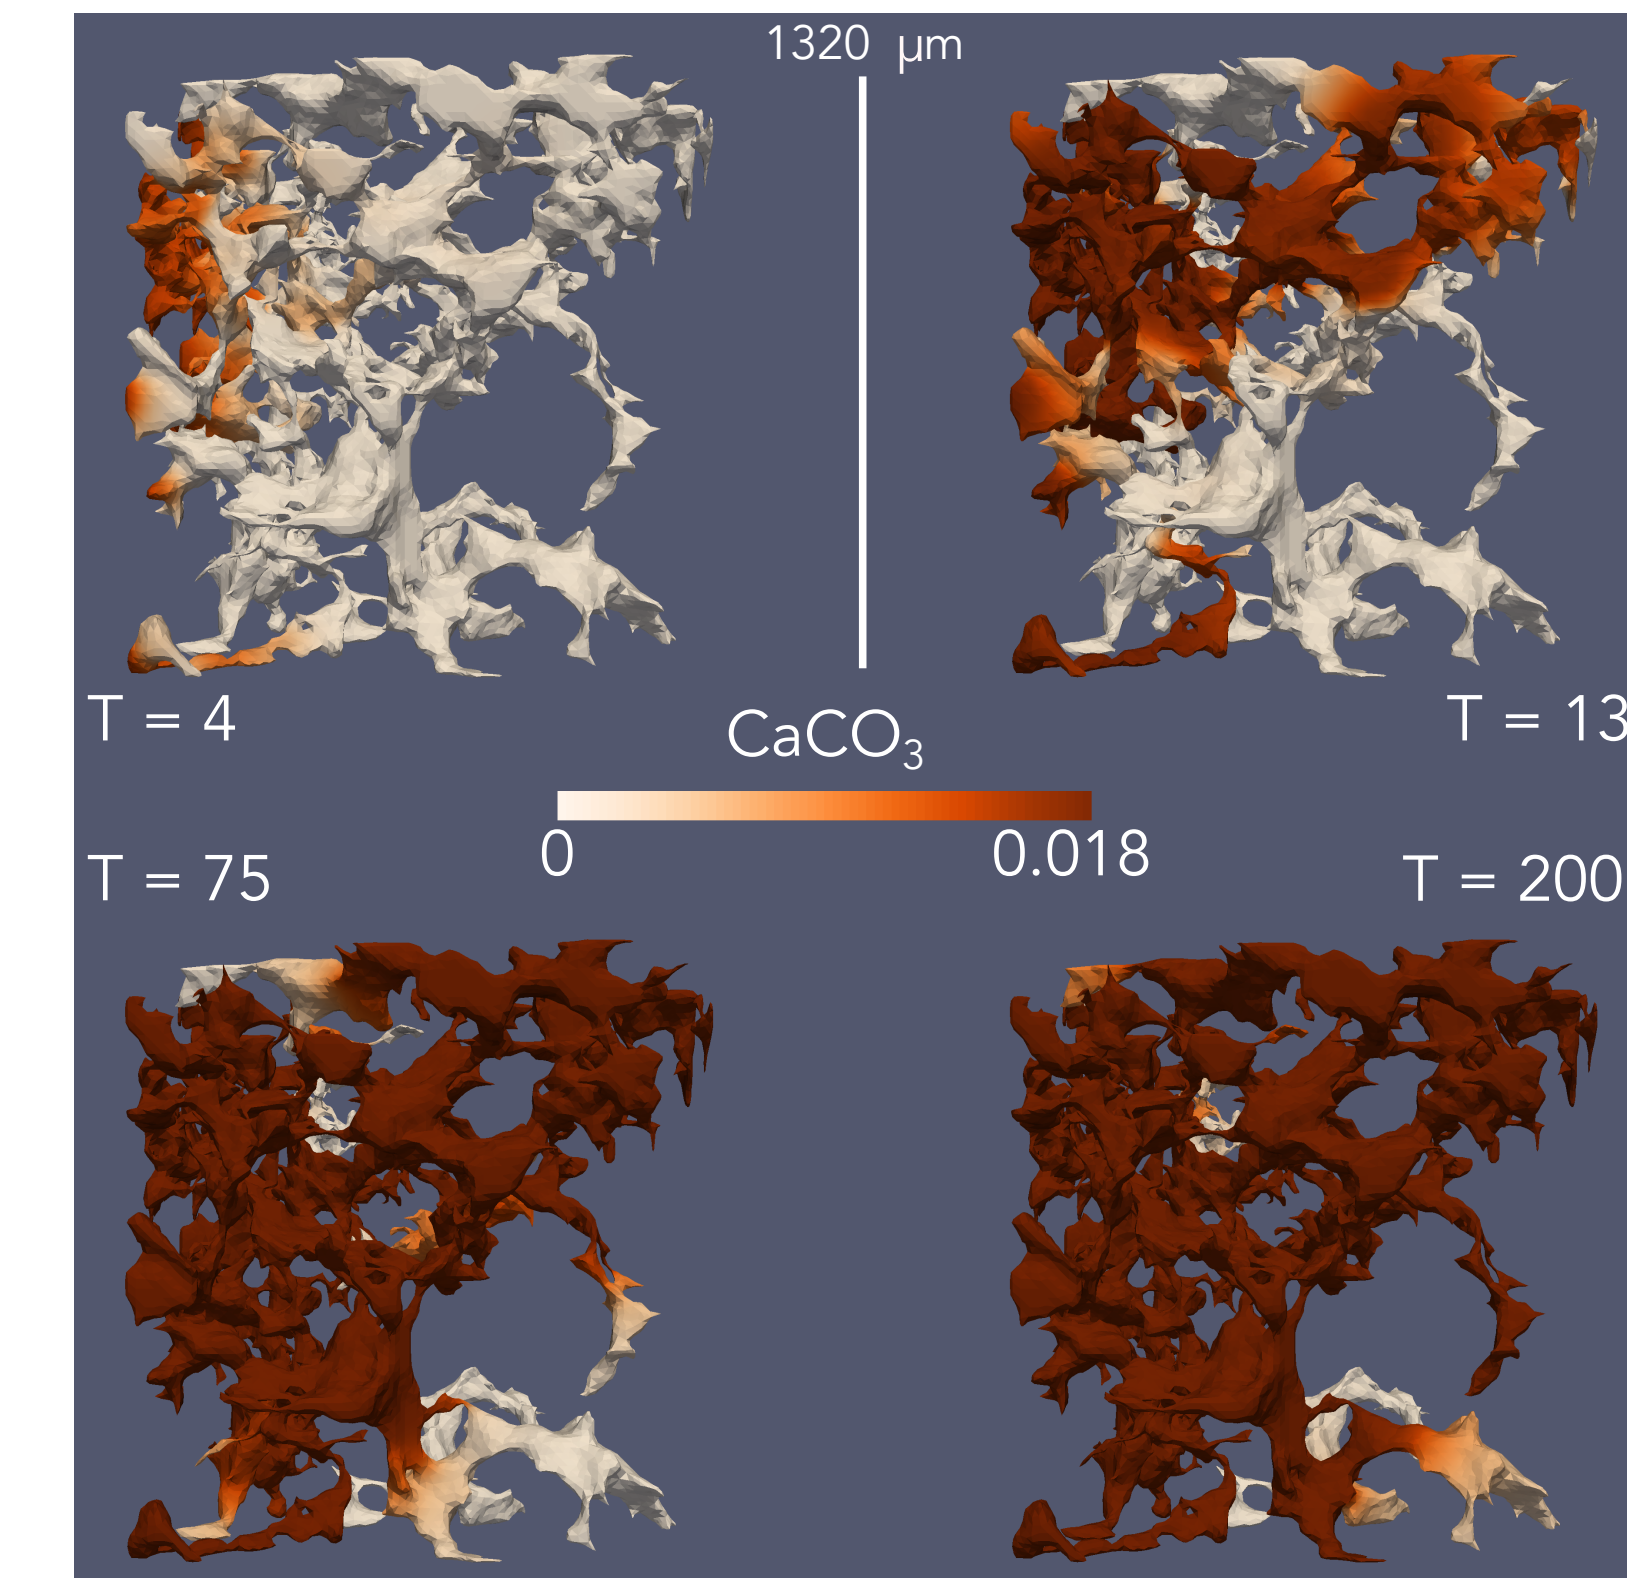 1320 μm
T = 4
T = 13
CaCO₃
0
0.018
T = 75
T = 200